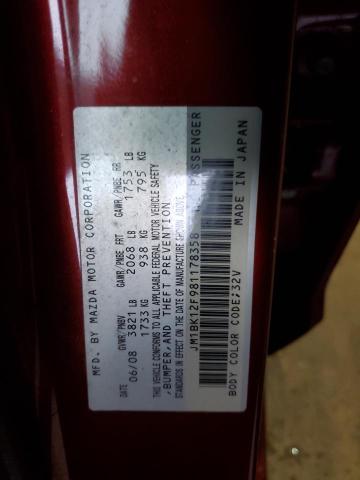 MFD. BY MAZDA MOTOR CORPORATION
DATE GVWR/PNBV GAWR/PNBE FRT GAWR/PNBE RR
06/08 3821 LB 2068 LB 1753 LB
1733 KG 938 KG 795 KG
THIS VEHICLE CONFORMS TO ALL APPLICABLE FEDERAL MOTOR VEHICLE SAFETY
,BUMPER,AND THEFT PREVENTION
STANDARDS IN EFFECT ON THE DATE OF MANUFACTURE SHOWN ABOVE.
JM1BK12F981178358 PASSENGER
MADE IN JAPAN
BODY COLOR CODE;32V